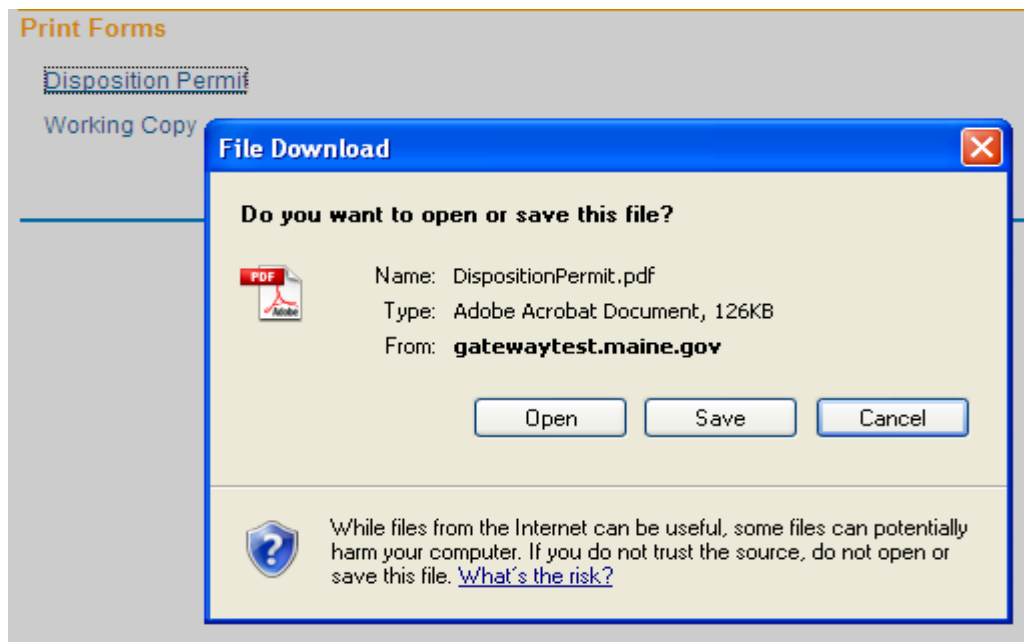 Print Forms
Disposition Permit
Working Copy
File Download
Do you want to open or save this file?
PDF
Adobe
Name: DispositionPermit.pdf
Type: Adobe Acrobat Document, 126KB
From: gatewaytest.maine.gov
Open Save Cancel
While files from the Internet can be useful, some files can potentially
harm your computer. If you do not trust the source, do not open or
save this file. What's the risk?